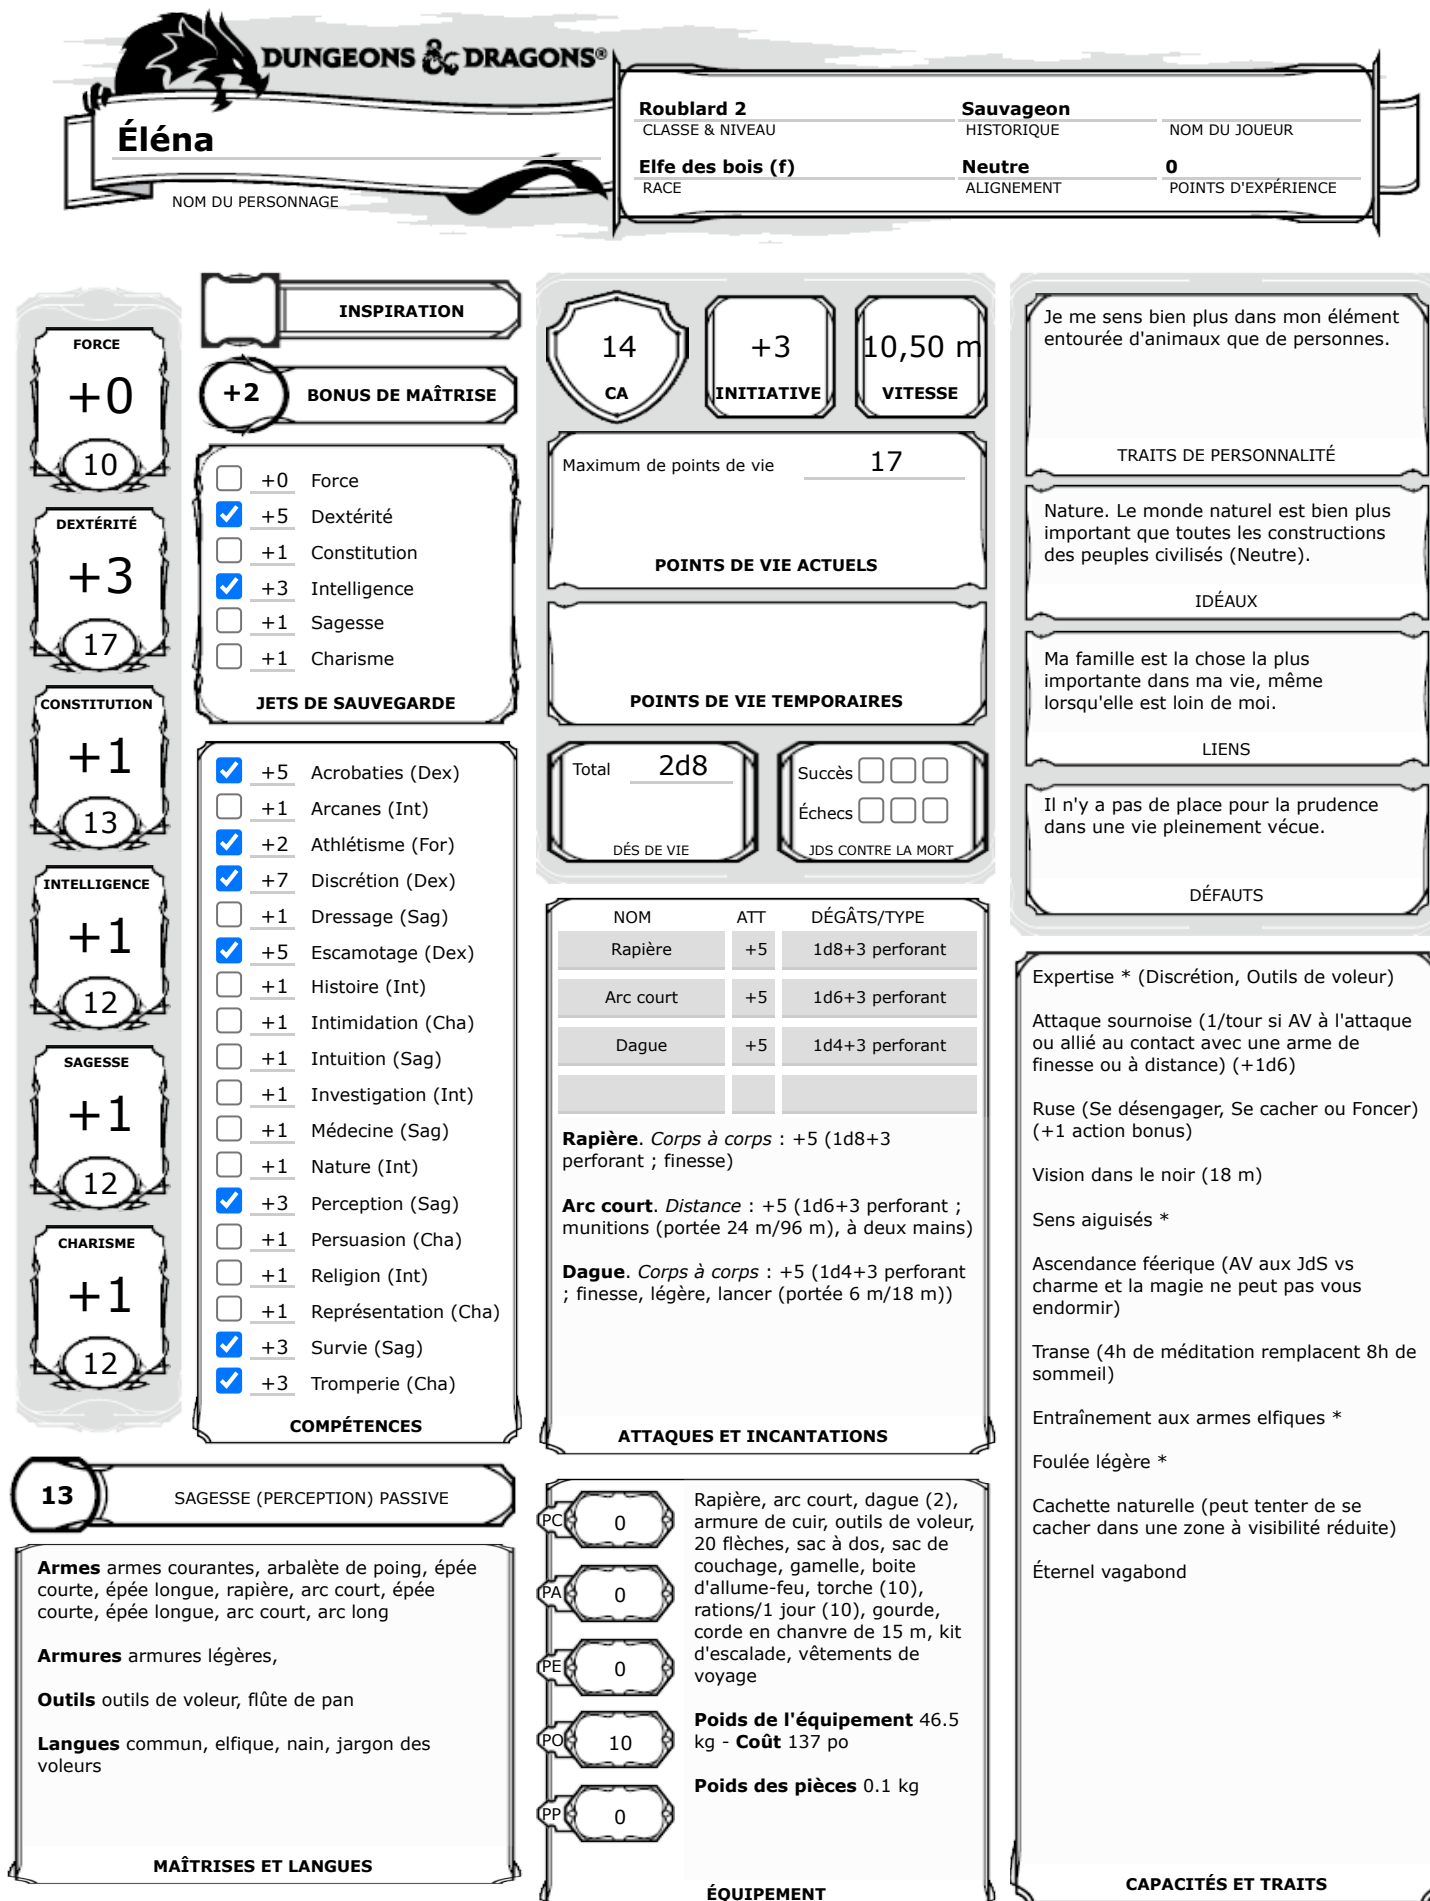 DUNGEONS & DRAGONS®
Éléna
NOM DU PERSONNAGE
Roublard 2
CLASSE & NIVEAU
Sauvageon
HISTORIQUE
NOM DU JOUEUR
Elfe des bois (f)
RACE
Neutre
ALIGNEMENT
0
POINTS D'EXPÉRIENCE
FORCE
+0
10
DEXTÉRITÉ
+3
17
CONSTITUTION
+1
13
INTELLIGENCE
+1
12
SAGESSE
+1
12
CHARISME
+1
12
INSPIRATION
+2 BONUS DE MAÎTRISE
+0 Force
+5 Dextérité
+1 Constitution
+3 Intelligence
+1 Sagesse
+1 Charisme
JETS DE SAUVEGARDE
+5 Acrobaties (Dex)
+1 Arcanes (Int)
+2 Athlétisme (For)
+7 Discrétion (Dex)
+1 Dressage (Sag)
+5 Escamotage (Dex)
+1 Histoire (Int)
+1 Intimidation (Cha)
+1 Intuition (Sag)
+1 Investigation (Int)
+1 Médecine (Sag)
+1 Nature (Int)
+3 Perception (Sag)
+1 Persuasion (Cha)
+1 Religion (Int)
+1 Représentation (Cha)
+3 Survie (Sag)
+3 Tromperie (Cha)
COMPÉTENCES
13 SAGESSE (PERCEPTION) PASSIVE
Armes armes courantes, arbalète de poing, épée
courte, épée longue, rapière, arc court, épée
courte, épée longue, arc court, arc long
Armures armures légères,
Outils outils de voleur, flûte de pan
Langues commun, elfique, nain, jargon des
voleurs
MAÎTRISES ET LANGUES
14
CA
+3
INITIATIVE
10,50 m
VITESSE
Maximum de points de vie 17
POINTS DE VIE ACTUELS
POINTS DE VIE TEMPORAIRES
Total 2d8
DÉS DE VIE
Succès
Échecs
JDS CONTRE LA MORT
NOM ATT DÉGÂTS/TYPE
Rapière +5 1d8+3 perforant
Arc court +5 1d6+3 perforant
Dague +5 1d4+3 perforant
Rapière. Corps à corps : +5 (1d8+3
perforant ; finesse)
Arc court. Distance : +5 (1d6+3 perforant ;
munitions (portée 24 m/96 m), à deux mains)
Dague. Corps à corps : +5 (1d4+3 perforant
; finesse, légère, lancer (portée 6 m/18 m))
ATTAQUES ET INCANTATIONS
PC 0
PA 0
PE 0
PO 10
PP 0
Rapière, arc court, dague (2),
armure de cuir, outils de voleur,
20 flèches, sac à dos, sac de
couchage, gamelle, boite
d'allume-feu, torche (10),
rations/1 jour (10), gourde,
corde en chanvre de 15 m, kit
d'escalade, vêtements de
voyage
Poids de l'équipement 46.5
kg - Coût 137 po
Poids des pièces 0.1 kg
ÉQUIPEMENT
Je me sens bien plus dans mon élément
entourée d'animaux que de personnes.
TRAITS DE PERSONNALITÉ
Nature. Le monde naturel est bien plus
important que toutes les constructions
des peuples civilisés (Neutre).
IDÉAUX
Ma famille est la chose la plus
importante dans ma vie, même
lorsqu'elle est loin de moi.
LIENS
Il n'y a pas de place pour la prudence
dans une vie pleinement vécue.
DÉFAUTS
Expertise * (Discrétion, Outils de voleur)
Attaque sournoise (1/tour si AV à l'attaque
ou allié au contact avec une arme de
finesse ou à distance) (+1d6)
Ruse (Se désengager, Se cacher ou Foncer)
(+1 action bonus)
Vision dans le noir (18 m)
Sens aiguisés *
Ascendance féerique (AV aux JdS vs
charme et la magie ne peut pas vous
endormir)
Transe (4h de méditation remplacent 8h de
sommeil)
Entraînement aux armes elfiques *
Foulée légère *
Cachette naturelle (peut tenter de se
cacher dans une zone à visibilité réduite)
Éternel vagabond
CAPACITÉS ET TRAITS